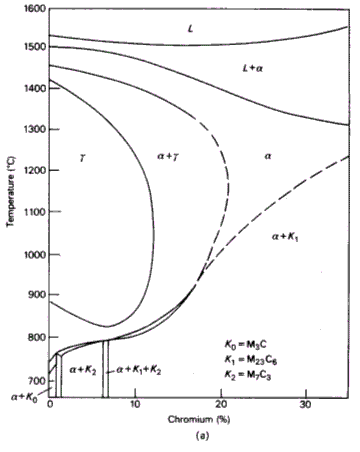 1600
1500
1400
1300
1200
1100
1000
900
800
700
Temperature (°C)
L
L+α
γ
α+γ
α
α+K₁
K₀ = M₃C
K₁ = M₂₃C₆
K₂ = M₇C₃
α+K₂
α+K₁+K₂
α+K₀
0
10
20
30
Chromium (%)
(a)